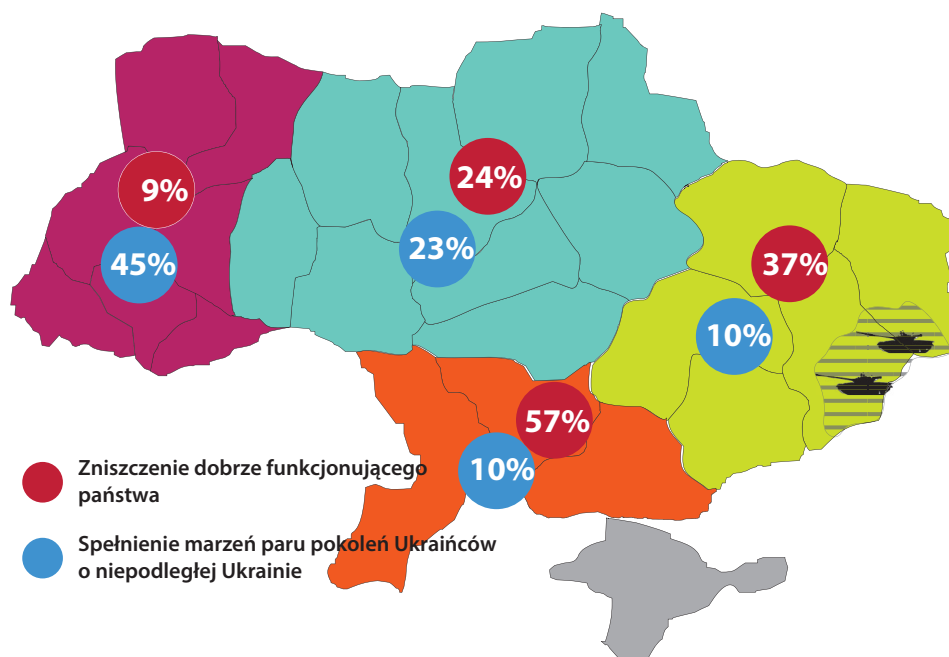 24%
9%
23%
45%
37%
10%
57%
10%
Zniszczenie dobrze funkcjonującego
państwa
Spełnienie marzeń paru pokoleń Ukraińców
o niepodległej Ukrainie